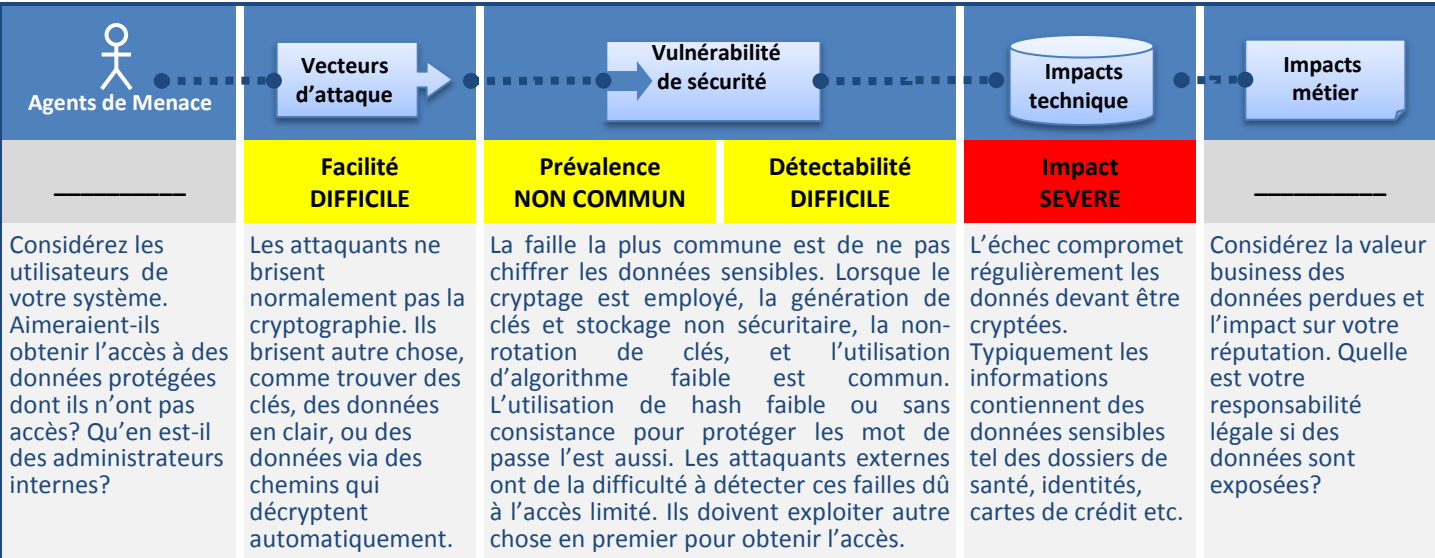 Agents de Menace
Vecteurs
d’attaque
Vulnérabilité
de sécurité
Impacts
technique
Impacts
métier
__________
Facilité
DIFFICILE
Prévalence
NON COMMUN
Détectabilité
DIFFICILE
Impact
SEVERE
__________
Considérez les
utilisateurs de
votre système.
Aimeraient-ils
obtenir l’accès à des
données protégées
dont ils n’ont pas
accès? Qu’en est-il
des administrateurs
internes?
Les attaquants ne
brisent
normalement pas la
cryptographie. Ils
brisent autre chose,
comme trouver des
clés, des données
en clair, ou des
données via des
chemins qui
décryptent
automatiquement.
La faille la plus commune est de ne pas
chiffrer les données sensibles. Lorsque le
cryptage est employé, la génération de
clés et stockage non sécuritaire, la non-
rotation de clés, et l’utilisation
d’algorithme faible est commun.
L’utilisation de hash faible ou sans
consistance pour protéger les mot de
passe l’est aussi. Les attaquants externes
ont de la difficulté à détecter ces failles dû
à l’accès limité. Ils doivent exploiter autre
chose en premier pour obtenir l’accès.
L’échec compromet
régulièrement les
donnés devant être
cryptées.
Typiquement les
informations
contiennent des
données sensibles
tel des dossiers de
santé, identités,
cartes de crédit etc.
Considérez la valeur
business des
données perdues et
l’impact sur votre
réputation. Quelle
est votre
responsabilité
légale si des
données sont
exposées?